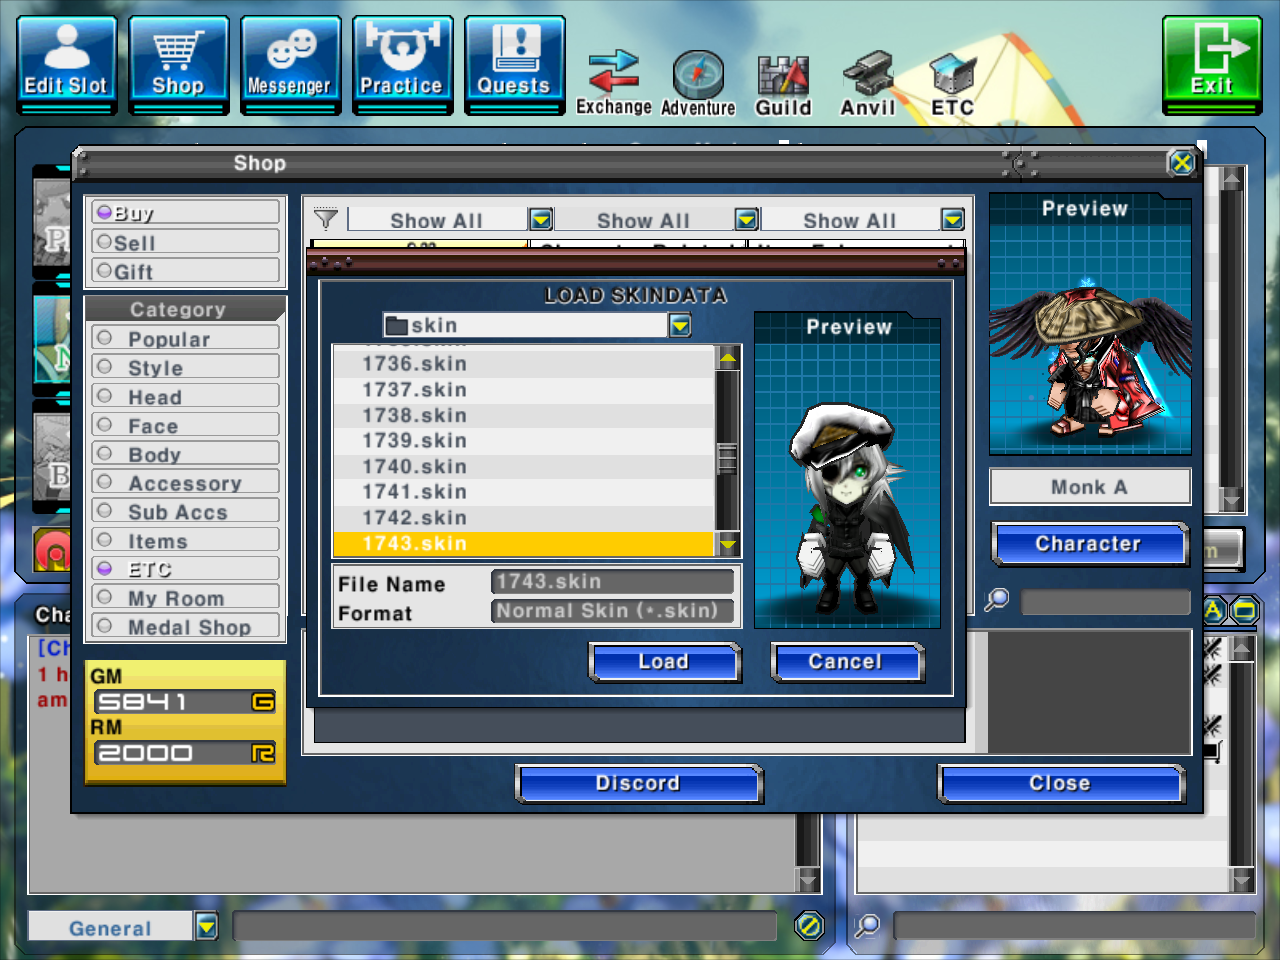 Edit Slot
Shop
Messenger
Practice
Quests
Exchange
Adventure
Guild
Anvil
ETC
Exit
Shop
Buy
Sell
Gift
Category
Popular
Style
Head
Face
Body
Accessory
Sub Accs
Items
ETC
My Room
Medal Shop
GM
5841 G
RM
2000 R
Show All
Show All
Show All
LOAD SKINDATA
skin
1736.skin
1737.skin
1738.skin
1739.skin
1740.skin
1741.skin
1742.skin
1743.skin
File Name
1743.skin
Format
Normal Skin (*.skin)
Preview
Load
Cancel
Preview
Monk A
Character
Discord
Close
Cha
[Ch
1 h
am
General